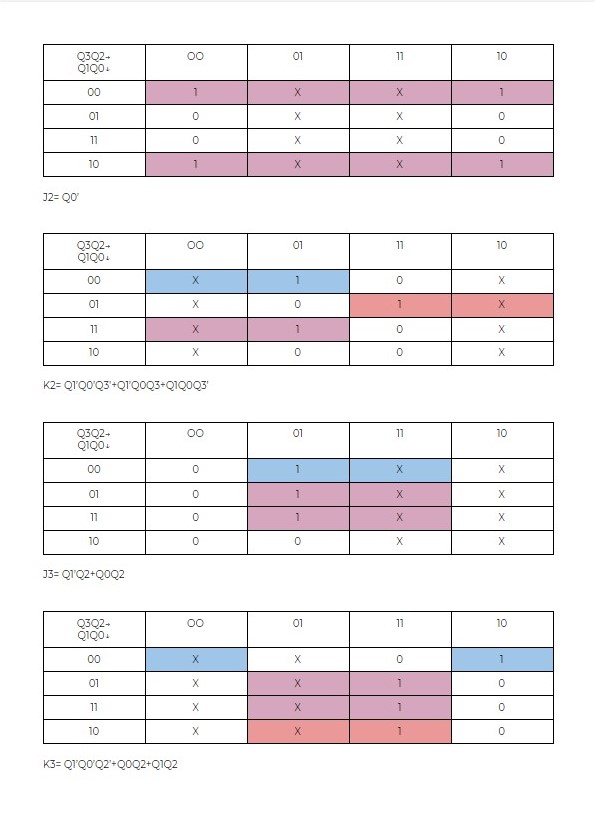 Q3Q2→ OO 01 11 10
Q1Q0↓
00 1 X X 1
01 0 X X 0
11 0 X X 0
10 1 X X 1
J2= Q0'
Q3Q2→ OO 01 11 10
Q1Q0↓
00 X 1 0 X
01 X 0 1 X
11 X 1 0 X
10 X 0 0 X
K2= Q1'Q0'Q3'+Q1'Q0Q3+Q1Q0Q3'
Q3Q2→ OO 01 11 10
Q1Q0↓
00 0 1 X X
01 0 1 X X
11 0 1 X X
10 0 0 X X
J3= Q1'Q2+Q0Q2
Q3Q2→ OO 01 11 10
Q1Q0↓
00 X X 0 1
01 X X 1 0
11 X X 1 0
10 X X 1 0
K3= Q1'Q0'Q2'+Q0Q2+Q1Q2